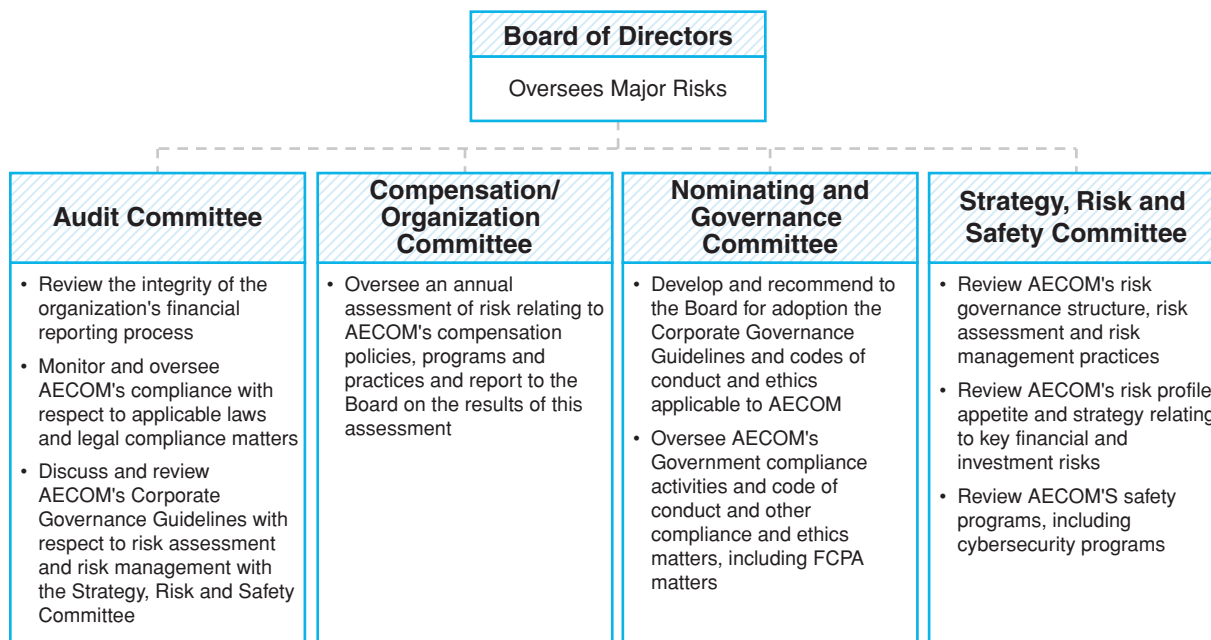 Board of Directors
Oversees Major Risks
Audit Committee
• Review the integrity of the
organization's financial
reporting process
• Monitor and oversee
AECOM's compliance with
respect to applicable laws
and legal compliance matters
• Discuss and review
AECOM's Corporate
Governance Guidelines with
respect to risk assessment
and risk management with
the Strategy, Risk and Safety
Committee
Compensation/
Organization
Committee
• Oversee an annual
assessment of risk relating to
AECOM's compensation
policies, programs and
practices and report to the
Board on the results of this
assessment
Nominating and
Governance
Committee
• Develop and recommend to
the Board for adoption the
Corporate Governance
Guidelines and codes of
conduct and ethics
applicable to AECOM
• Oversee AECOM's
Government compliance
activities and code of
conduct and other
compliance and ethics
matters, including FCPA
matters
Strategy, Risk and
Safety Committee
• Review AECOM's risk
governance structure, risk
assessment and risk
management practices
• Review AECOM's risk profile
appetite and strategy relating
to key financial and
investment risks
• Review AECOM'S safety
programs, including
cybersecurity programs